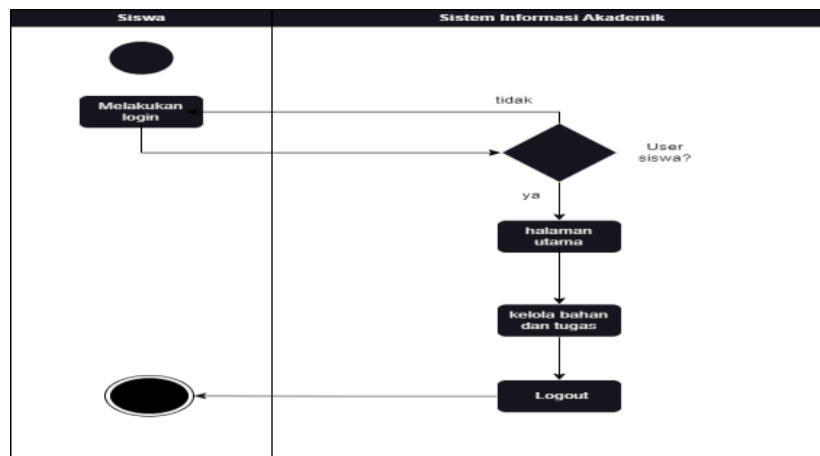 Siswa
Sistem Informasi Akademik
tidak
Melakukan
login
User
siswa?
ya
halaman
utama
kelola bahan
dan tugas
Logout